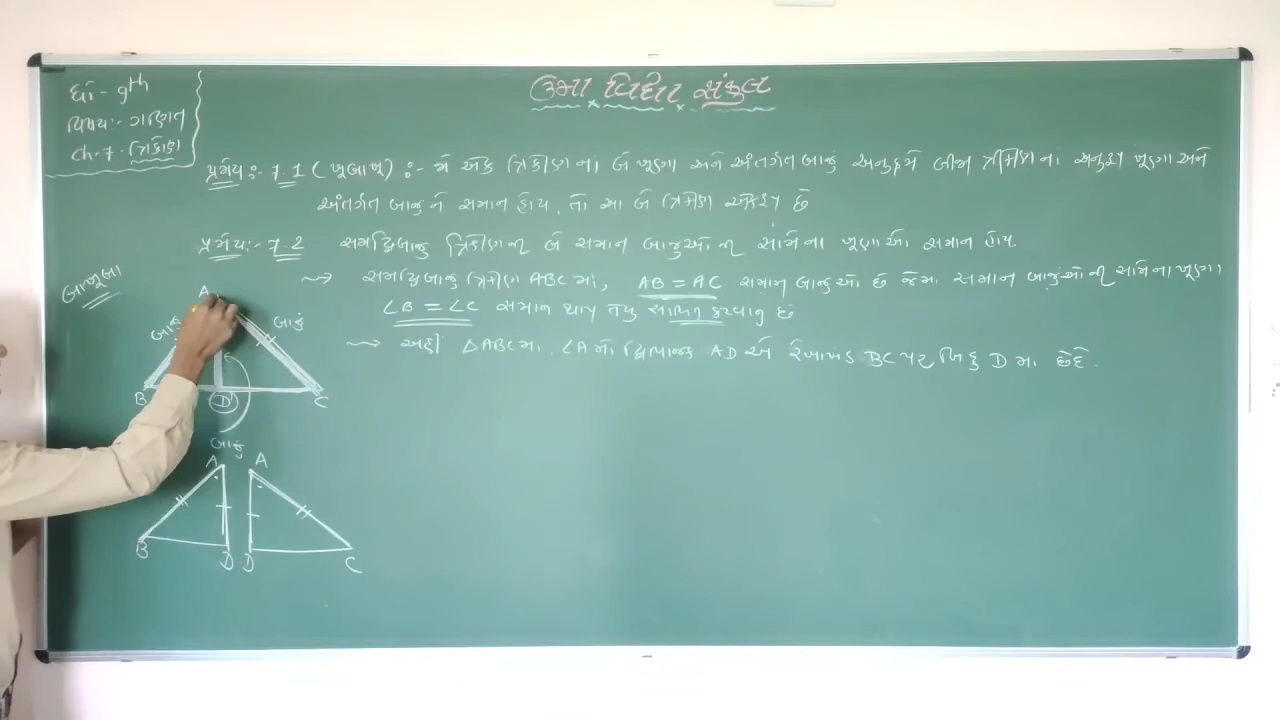 ઉમા વિદ્યા સંકુલ
ધો - 9th
વિષય :- ગણિત
ch-7. ત્રિકોણ
પ્રમેય :- 7.1 (ખૂબાખૂ) :- જો એક ત્રિકોણના બે ખૂણા અને અંતર્ગત બાજુ અનુક્રમે બીજા ત્રીકોણના અનુરૂપ ખૂણા અને
અંતર્ગત બાજુને સમાન હોય, તો આ બે ત્રિકોણ એકરૂપ છે
પ્રમેય :- 7.2 સમદ્વિબાજુ ત્રિકોણની બે સમાન બાજુઓની સામેના ખૂણાઓ સમાન હોય.
બાખૂબા
→ સમદ્વિબાજુ ત્રિકોણ ABC માં, AB = AC સમાન બાજુઓ છે જેમાં સમાન બાજુઓની સામેના ખૂણા
∠B = ∠C સમાન થાય તેવુ સાબિત કરવાનુ છે
→ અહી △ABC માં. ∠A નો દ્વિભાજક AD એ રેખાખંડ BC પર બિંદુ D માં છેદે.
A
બાજુ
B D C
બાજુ
A A
B D D C